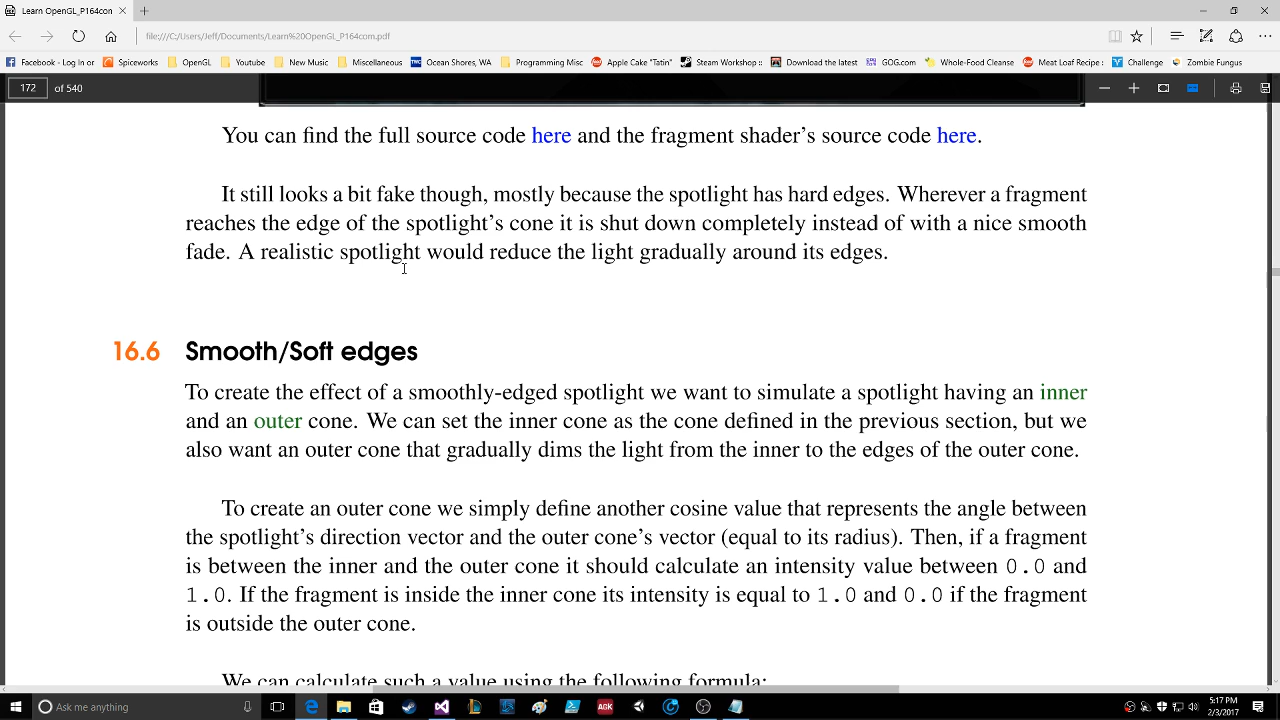 Learn OpenGL_P164com
file:///C:/Users/Jeff/Documents/Learn%20OpenGL_P164com.pdf
Facebook - Log In or Spiceworks OpenGL Youtube New Music Miscellaneous Ocean Shores, WA Programming Misc Apple Cake "Tatin" Steam Workshop :: Download the latest GOG.com Whole-Food Cleanse Meat Loaf Recipe : Challenge Zombie Fungus
172 of 540
You can find the full source code here and the fragment shader's source code here.
It still looks a bit fake though, mostly because the spotlight has hard edges. Wherever a fragment
reaches the edge of the spotlight's cone it is shut down completely instead of with a nice smooth
fade. A realistic spotlight would reduce the light gradually around its edges.
16.6 Smooth/Soft edges
To create the effect of a smoothly-edged spotlight we want to simulate a spotlight having an inner
and an outer cone. We can set the inner cone as the cone defined in the previous section, but we
also want an outer cone that gradually dims the light from the inner to the edges of the outer cone.
To create an outer cone we simply define another cosine value that represents the angle between
the spotlight's direction vector and the outer cone's vector (equal to its radius). Then, if a fragment
is between the inner and the outer cone it should calculate an intensity value between 0.0 and
1.0. If the fragment is inside the inner cone its intensity is equal to 1.0 and 0.0 if the fragment
is outside the outer cone.
We can calculate such a value using the following formula:
Ask me anything
AGK
5:17 PM
2/3/2017